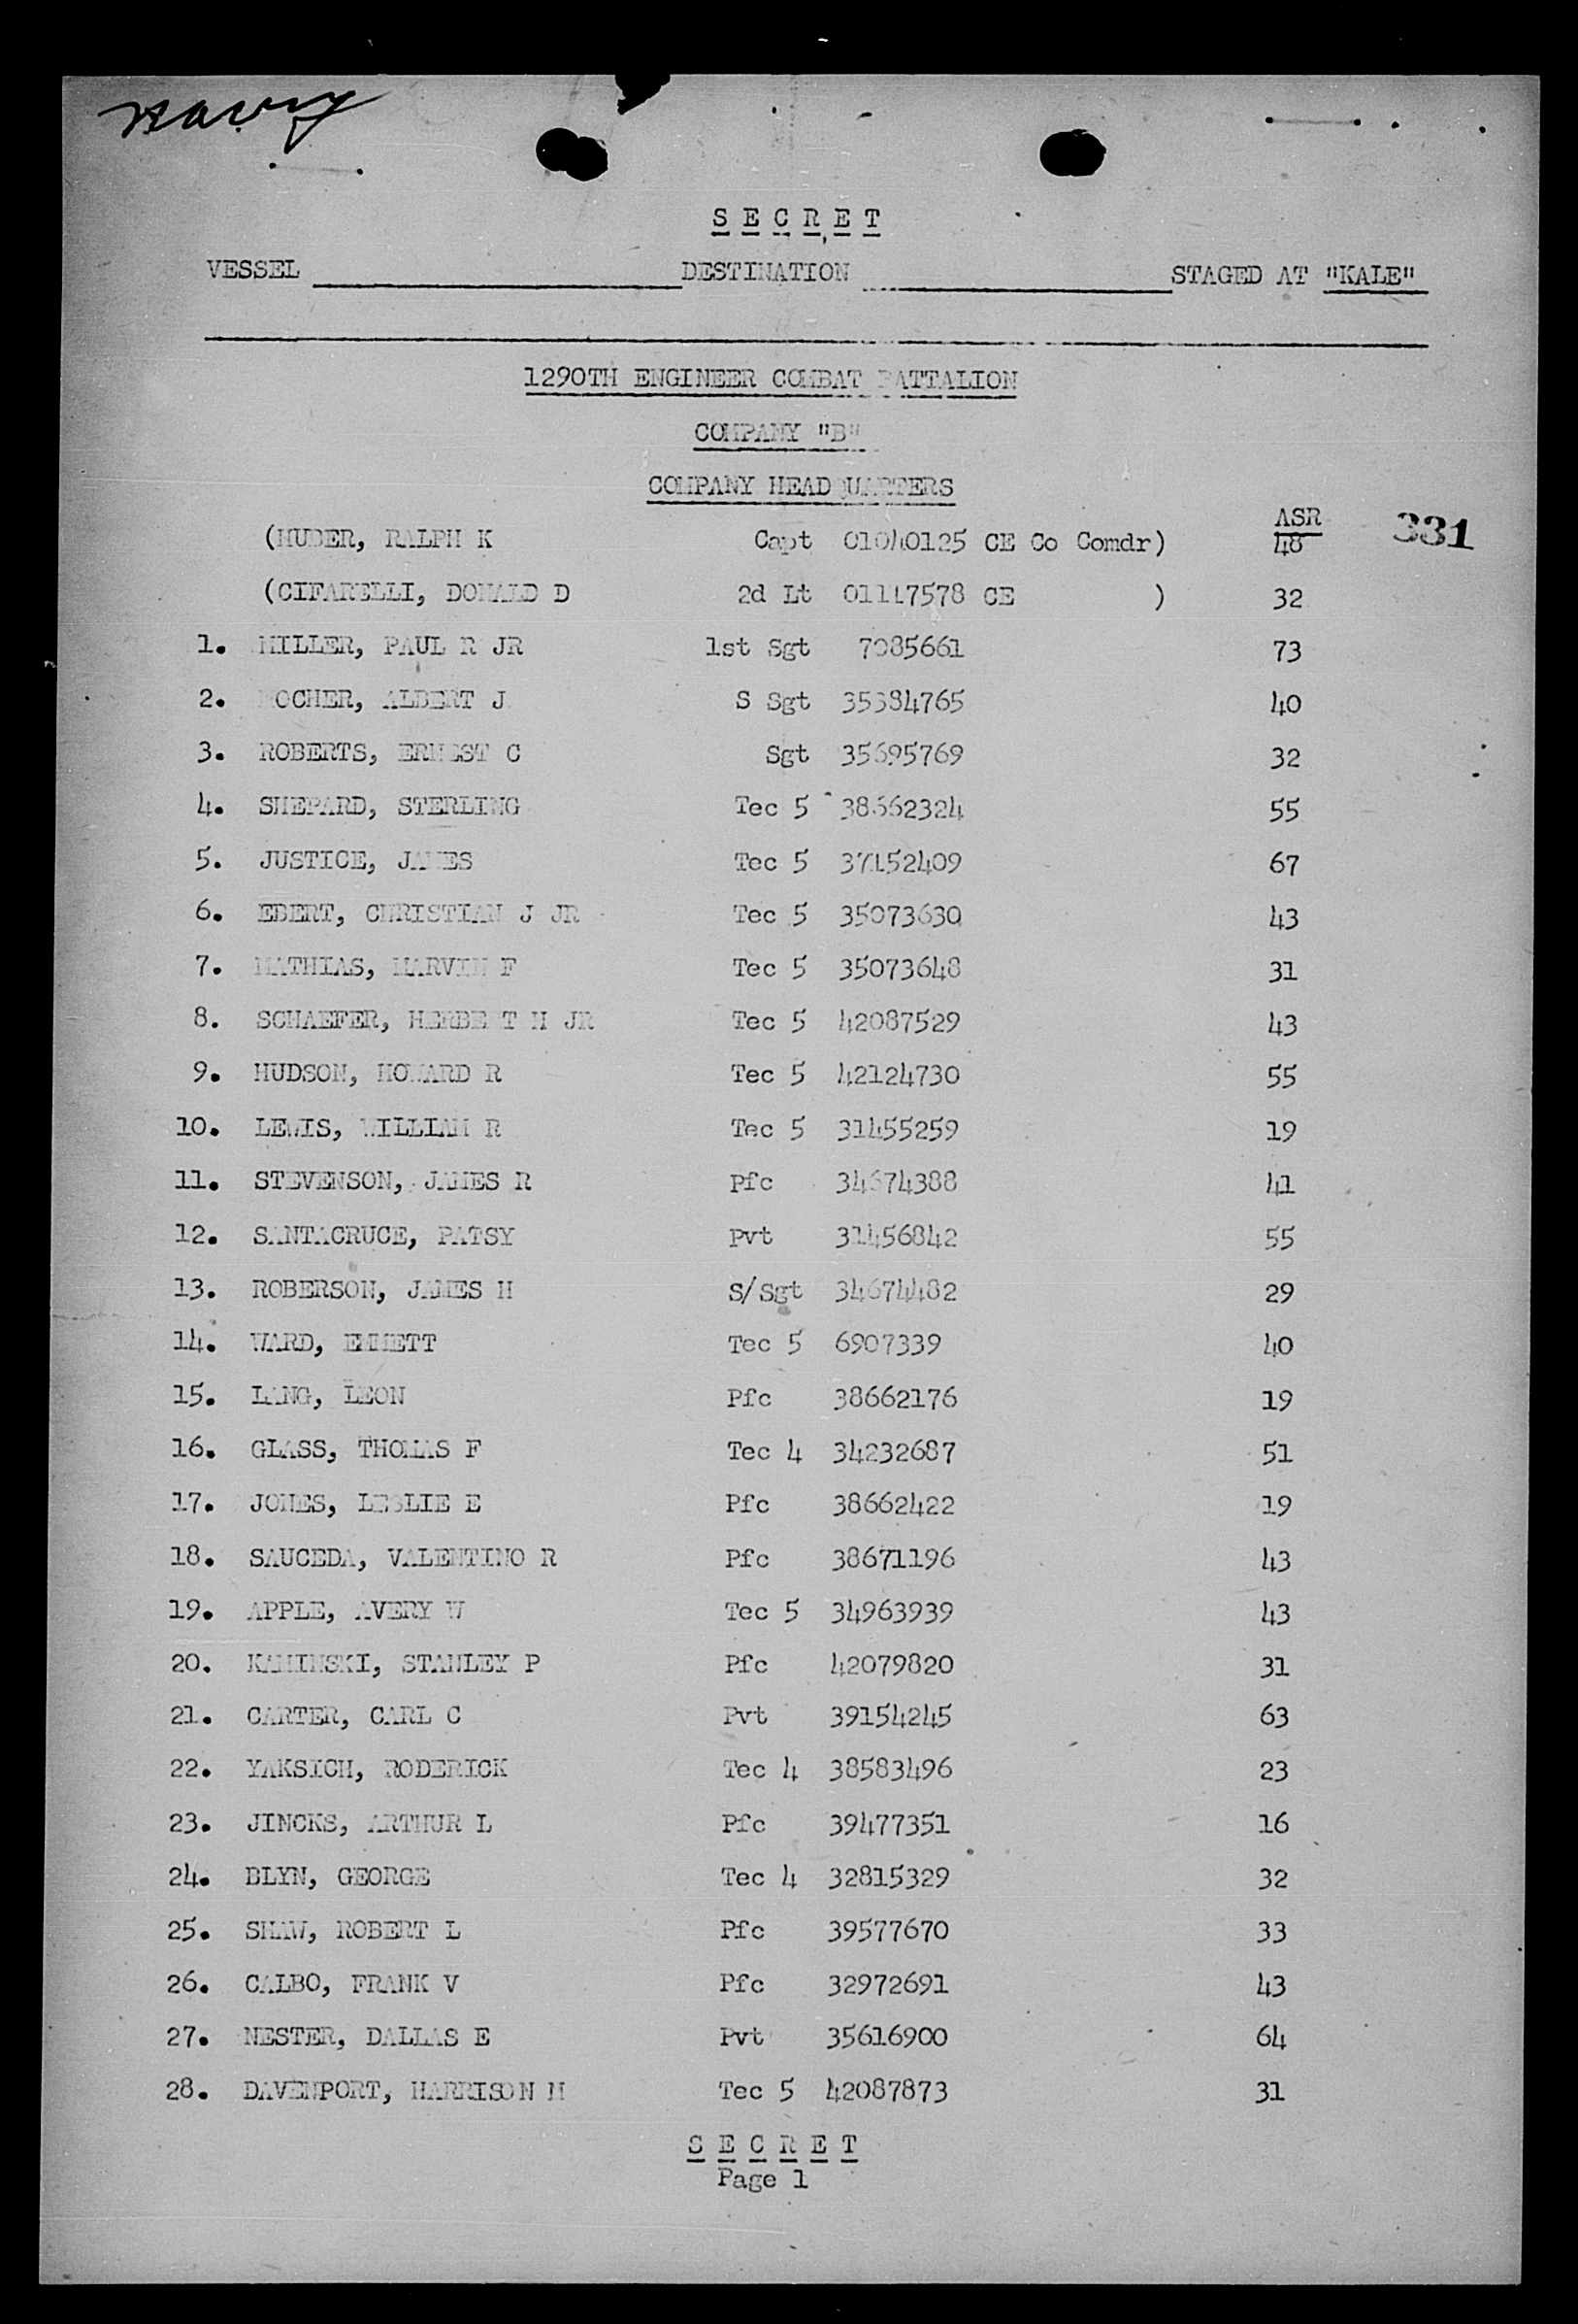 S E C R E T
VESSEL DESTINATION STAGED AT "KALE"
1290TH ENGINEER COMBAT BATTALION
COMPANY "B"
COMPANY HEADQUARTERS
ASR 331
(HUBER, RALPH K Capt 01040125 CE Co Comdr) 48
(CIFARELLI, DONALD D 2d Lt CE ) 32
1. MILLER, PAUL R JR 1st Sgt 7085661 73
2. ALBERT J S Sgt 35384765 40
3. ROBERTS, ERNEST C Sgt 35695769 32
4. SHEPARD, STERLING Tec 5 38662324 55
5. JUSTICE, JAMES Tec 5 37152409 67
6. EBERT, CHRISTIAN J JR Tec 5 35073630 43
7. MATHIAS, MARVIN F Tec 5 35073648 31
8. SCHAEFER, HERBERT H JR Tec 5 42087529 43
9. HUDSON, HOWARD R Tec 5 42124730 55
10. LEWIS, WILLIAM R Tec 5 31455259 19
11. STEVENSON, JAMES R Pfc 34674388 41
12. SANTACRUCE, PATSY Pvt 31456842 55
13. ROBERSON, JAMES H S/Sgt 34674482 29
14. WARD, EMMETT Tec 5 6907339 40
15. LANG, LEON Pfc 38662176 19
16. GLASS, THOMAS F Tec 4 34232687 51
17. JONES, LESLIE E Pfc 38662422 19
18. SAUCEDA, VALENTINO R Pfc 38671196 43
19. APPLE, AVERY W Tec 5 34963939 43
20. KAMINSKI, STANLEY P Pfc 42079820 31
21. CARTER, CARL C Pvt 39154245 63
22. YAKSICH, RODERICK Tec 4 38583496 23
23. JINCKS, ARTHUR L Pfc 39477351 16
24. BLYN, GEORGE Tec 4 32815329 32
25. SHAW, ROBERT L Pfc 39577670 33
26. CALBO, FRANK V Pfc 32972691 43
27. NESTER, DALLAS E Pvt 35616900 64
28. DAVENPORT, HARRISON M Tec 5 42087873 31
S E C R E T
Page 1